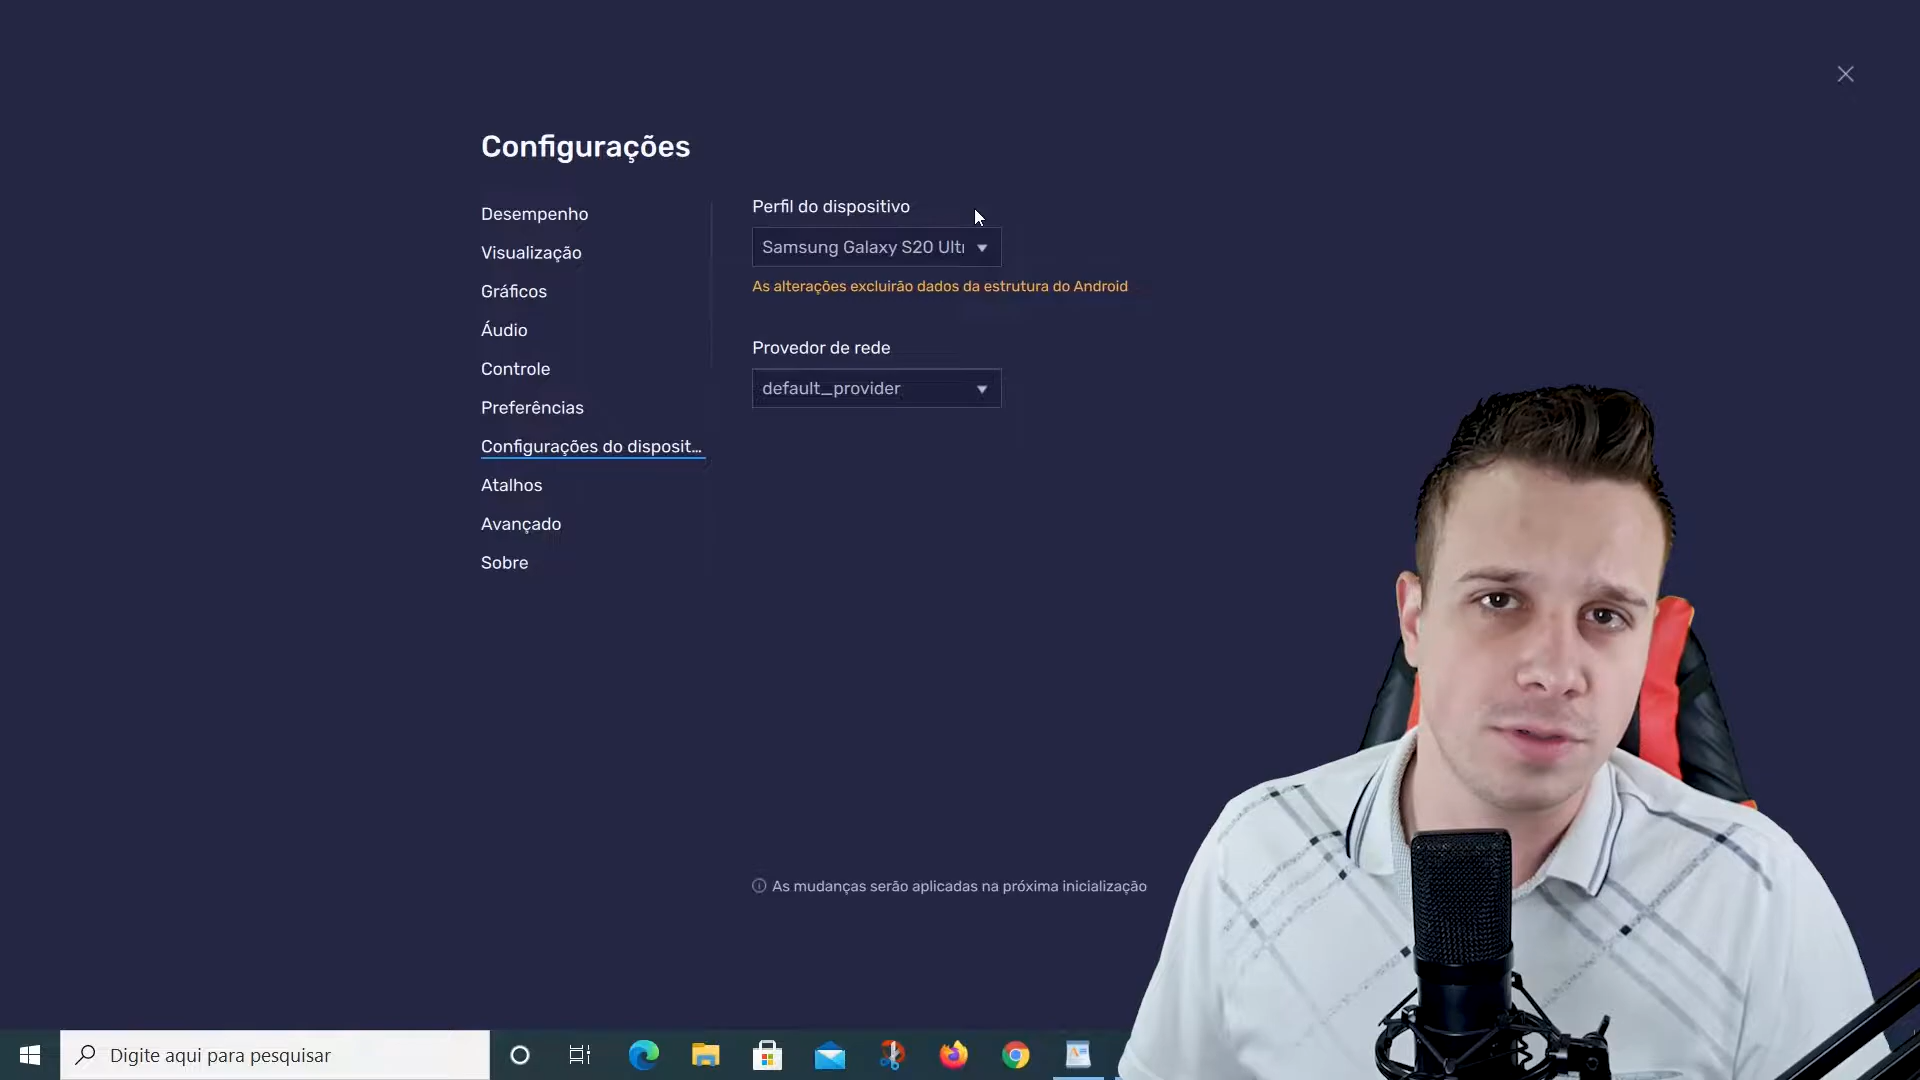 Configurações
Desempenho
Visualização
Gráficos
Áudio
Controle
Preferências
Configurações do disposit...
Atalhos
Avançado
Sobre
Perfil do dispositivo
Samsung Galaxy S20 Ult
As alterações excluirão dados da estrutura do Android
Provedor de rede
default_provider
As mudanças serão aplicadas na próxima inicialização
Digite aqui para pesquisar